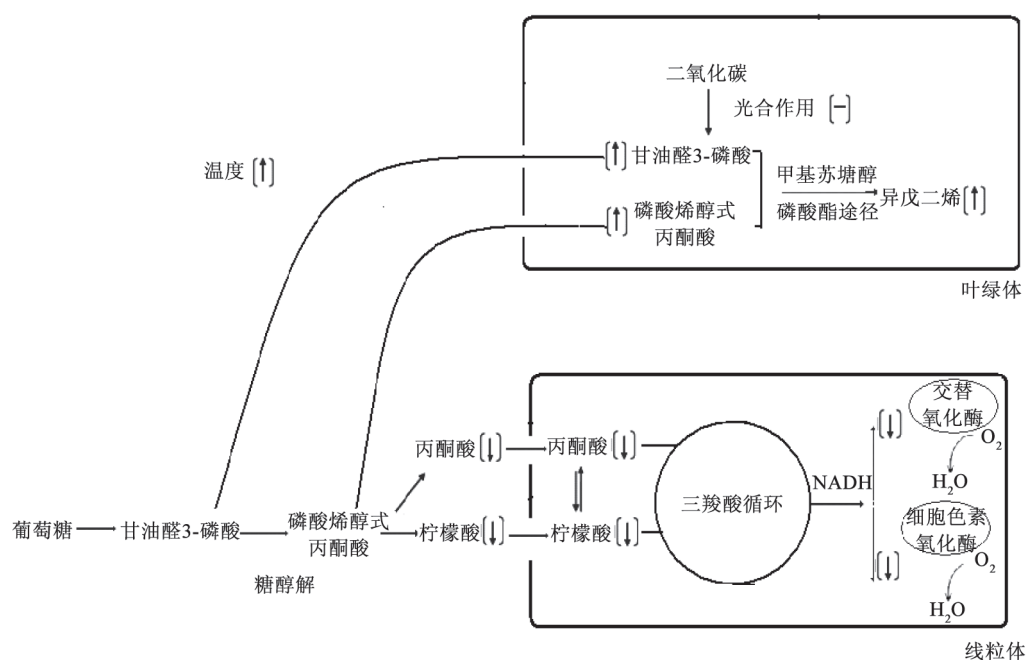 二氧化碳
光合作用 [−]
温度 [↑]
[↑] 甘油醛3-磷酸
甲基苏塘醇
磷酸酯途径
异戊二烯 [↑]
[↑] 磷酸烯醇式
丙酮酸
叶绿体
交替
氧化酶
[↓]
O₂
H₂O
丙酮酸 [↓]
丙酮酸 [↓]
三羧酸循环
NADH
葡萄糖
甘油醛3-磷酸
磷酸烯醇式
丙酮酸
柠檬酸 [↓]
柠檬酸 [↓]
细胞色素
氧化酶
[↓]
O₂
H₂O
糖醇解
线粒体